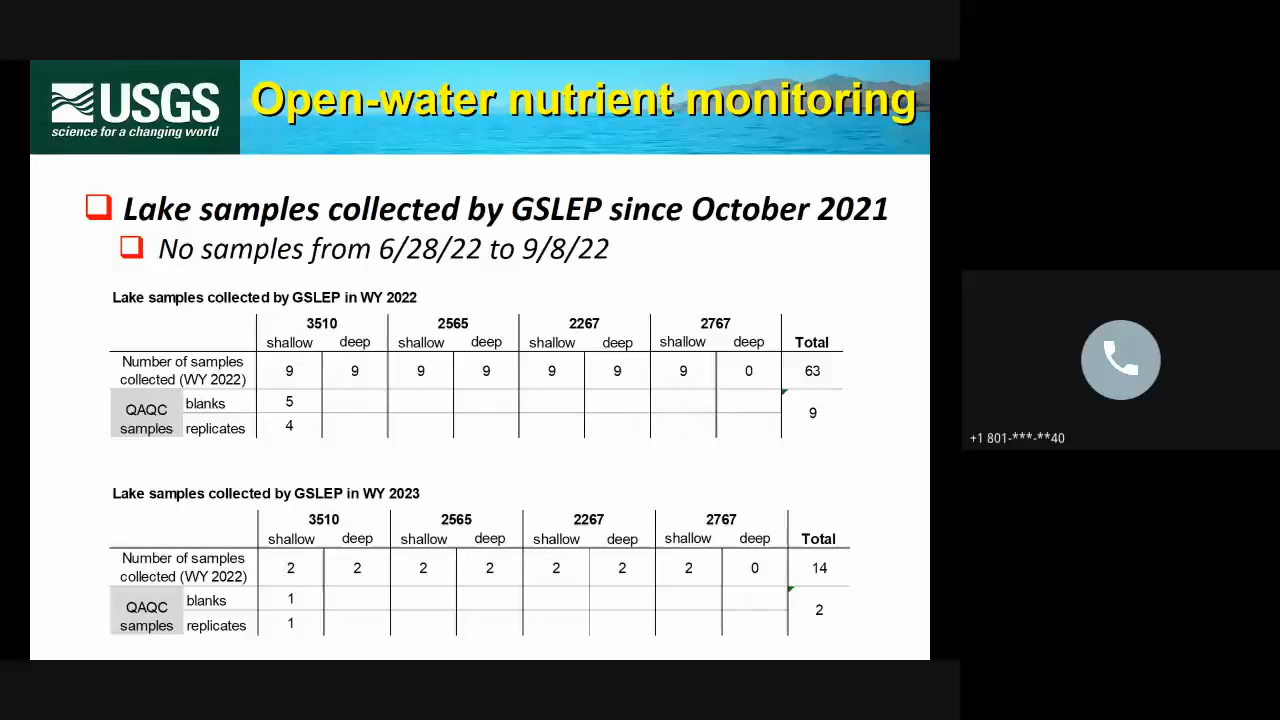 USGS
science for a changing world
Open-water nutrient monitoring
Lake samples collected by GSLEP since October 2021
No samples from 6/28/22 to 9/8/22
Lake samples collected by GSLEP in WY 2022
3510 2565 2267 2767
shallow deep shallow deep shallow deep shallow deep Total
Number of samples
collected (WY 2022) 9 9 9 9 9 9 9 0 63
QAQC
samples
blanks 5
9
replicates 4
Lake samples collected by GSLEP in WY 2023
3510 2565 2267 2767
shallow deep shallow deep shallow deep shallow deep Total
Number of samples
collected (WY 2022) 2 2 2 2 2 2 2 0 14
QAQC
samples
blanks 1
2
replicates 1
+1 801-***-**40